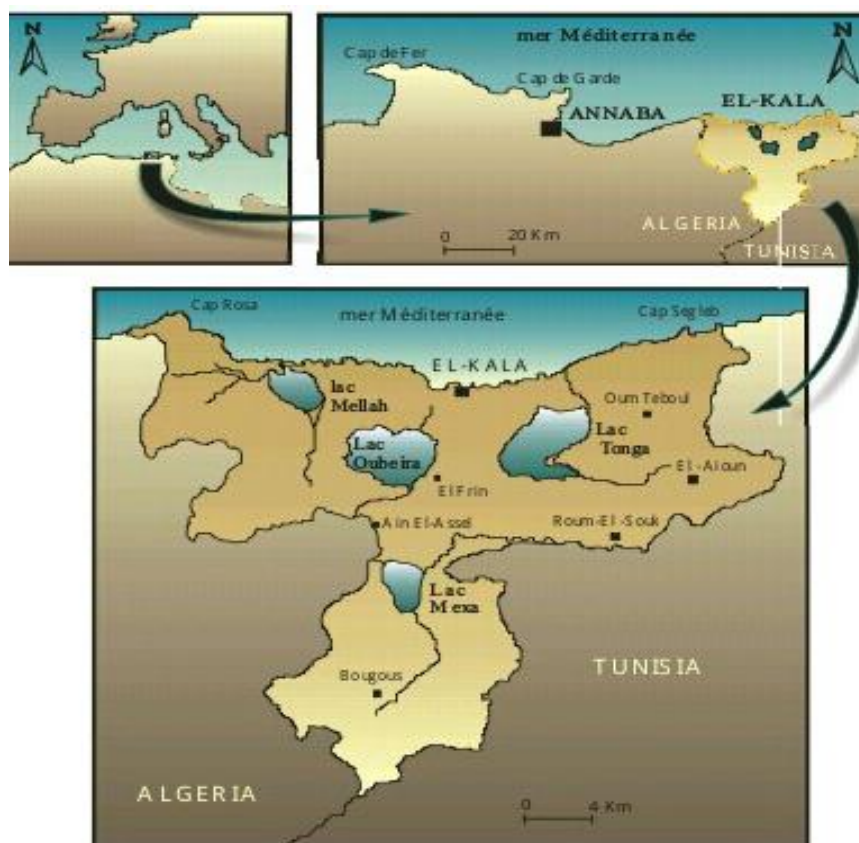 N
mer Méditerranée
N
Cap de Fer
Cap de Garde
ANNABA
EL-KALA
ALGERIA
0 20 Km
TUNISIA
Cap Rosa
mer Méditerranée
Cap Segleb
EL-KALA
lac
Mellah
Oum Teboul
Lac
Oubeira
Lac
Tonga
El-Aioun
El Frin
Ain El-Assel
Roum-El-Souk
Lac
Mexa
TUNISIA
Bougous
ALGERIA
0 4 Km